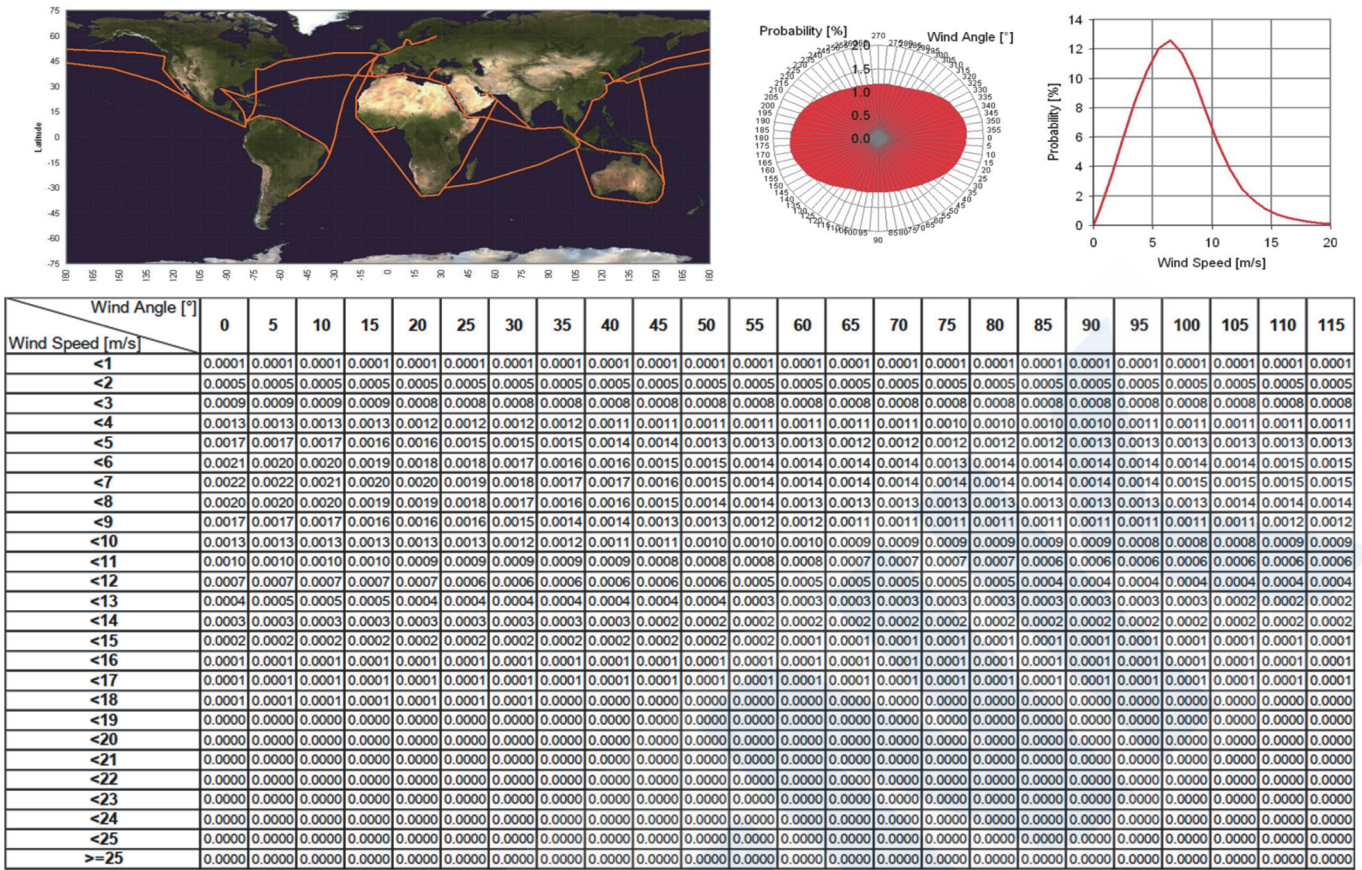 75
60
45
30
15
0
-15
-30
-45
-60
-75
Latitude
180 165 150 135 120 105 -90 -75 -60 -45 -30 -15 0 15 30 45 60 75 90 105 120 135 150 165 180
Probability [%]
Wind Angle [°]
2.0
1.5
1.0
0.5
0.0
270 275
305 310 315 320 325 330 335 340 345 350 355 0 5 10 15 20 25 30 35 40 45 50 55 60 65 70 75 80 85 90 95 100
145 150 155 160 165 170 175 180 185 190 195 200 205 210 215 220 225 230
14
12
10
8
6
4
2
0
Probability [%]
0 5 10 15 20
Wind Speed [m/s]
Wind Angle [°] 0 5 10 15 20 25 30 35 40 45 50 55 60 65 70 75 80 85 90 95 100 105 110 115
Wind Speed [m/s]
<1 0.0001 0.0001 0.0001 0.0001 0.0001 0.0001 0.0001 0.0001 0.0001 0.0001 0.0001 0.0001 0.0001 0.0001 0.0001 0.0001 0.0001 0.0001 0.0001 0.0001 0.0001 0.0001 0.0001 0.0001
<2 0.0005 0.0005 0.0005 0.0005 0.0005 0.0005 0.0005 0.0005 0.0005 0.0005 0.0005 0.0005 0.0005 0.0005 0.0005 0.0005 0.0005 0.0005 0.0005 0.0005 0.0005 0.0005 0.0005 0.0005
<3 0.0009 0.0009 0.0009 0.0009 0.0008 0.0008 0.0008 0.0008 0.0008 0.0008 0.0008 0.0008 0.0008 0.0008 0.0008 0.0008 0.0008 0.0008 0.0008 0.0008 0.0008 0.0008 0.0008 0.0008
<4 0.0013 0.0013 0.0013 0.0013 0.0012 0.0012 0.0012 0.0012 0.0011 0.0011 0.0011 0.0011 0.0011 0.0011 0.0011 0.0010 0.0010 0.0010 0.0010 0.0011 0.0011 0.0011 0.0011 0.0011
<5 0.0017 0.0017 0.0017 0.0016 0.0016 0.0015 0.0015 0.0015 0.0014 0.0014 0.0013 0.0013 0.0013 0.0012 0.0012 0.0012 0.0012 0.0012 0.0013 0.0013 0.0013 0.0013 0.0013 0.0013
<6 0.0021 0.0020 0.0020 0.0019 0.0018 0.0018 0.0017 0.0016 0.0016 0.0015 0.0015 0.0014 0.0014 0.0014 0.0014 0.0013 0.0014 0.0014 0.0014 0.0014 0.0014 0.0014 0.0015 0.0015
<7 0.0022 0.0022 0.0021 0.0020 0.0020 0.0019 0.0018 0.0017 0.0017 0.0016 0.0015 0.0014 0.0014 0.0014 0.0014 0.0014 0.0014 0.0014 0.0014 0.0014 0.0015 0.0015 0.0015 0.0015
<8 0.0020 0.0020 0.0020 0.0019 0.0019 0.0018 0.0017 0.0016 0.0016 0.0015 0.0014 0.0014 0.0013 0.0013 0.0013 0.0013 0.0013 0.0013 0.0013 0.0013 0.0013 0.0014 0.0014 0.0014
<9 0.0017 0.0017 0.0017 0.0016 0.0016 0.0016 0.0015 0.0014 0.0014 0.0013 0.0013 0.0012 0.0012 0.0011 0.0011 0.0011 0.0011 0.0011 0.0011 0.0011 0.0011 0.0011 0.0012 0.0012
<10 0.0013 0.0013 0.0013 0.0013 0.0013 0.0013 0.0012 0.0012 0.0011 0.0011 0.0010 0.0010 0.0010 0.0009 0.0009 0.0009 0.0009 0.0009 0.0009 0.0008 0.0008 0.0008 0.0009 0.0009
<11 0.0010 0.0010 0.0010 0.0010 0.0009 0.0009 0.0009 0.0009 0.0009 0.0008 0.0008 0.0008 0.0008 0.0007 0.0007 0.0007 0.0007 0.0006 0.0006 0.0006 0.0006 0.0006 0.0006 0.0006
<12 0.0007 0.0007 0.0007 0.0007 0.0007 0.0006 0.0006 0.0006 0.0006 0.0006 0.0006 0.0005 0.0005 0.0005 0.0005 0.0005 0.0005 0.0004 0.0004 0.0004 0.0004 0.0004 0.0004 0.0004
<13 0.0004 0.0005 0.0005 0.0005 0.0004 0.0004 0.0004 0.0004 0.0004 0.0004 0.0004 0.0003 0.0003 0.0003 0.0003 0.0003 0.0003 0.0003 0.0003 0.0003 0.0003 0.0002 0.0002 0.0002
<14 0.0003 0.0003 0.0003 0.0003 0.0003 0.0003 0.0003 0.0003 0.0003 0.0002 0.0002 0.0002 0.0002 0.0002 0.0002 0.0002 0.0002 0.0002 0.0002 0.0002 0.0002 0.0002 0.0002 0.0002
<15 0.0002 0.0002 0.0002 0.0002 0.0002 0.0002 0.0002 0.0002 0.0002 0.0002 0.0002 0.0002 0.0001 0.0001 0.0001 0.0001 0.0001 0.0001 0.0001 0.0001 0.0001 0.0001 0.0001 0.0001
<16 0.0001 0.0001 0.0001 0.0001 0.0001 0.0001 0.0001 0.0001 0.0001 0.0001 0.0001 0.0001 0.0001 0.0001 0.0001 0.0001 0.0001 0.0001 0.0001 0.0001 0.0001 0.0001 0.0001 0.0001
<17 0.0001 0.0001 0.0001 0.0001 0.0001 0.0001 0.0001 0.0001 0.0001 0.0001 0.0001 0.0001 0.0001 0.0001 0.0001 0.0001 0.0001 0.0001 0.0001 0.0001 0.0001 0.0001 0.0001 0.0001
<18 0.0001 0.0001 0.0001 0.0001 0.0001 0.0001 0.0001 0.0001 0.0000 0.0000 0.0000 0.0000 0.0000 0.0000 0.0000 0.0000 0.0000 0.0000 0.0000 0.0000 0.0000 0.0000 0.0000 0.0000
<19 0.0000 0.0000 0.0000 0.0000 0.0000 0.0000 0.0000 0.0000 0.0000 0.0000 0.0000 0.0000 0.0000 0.0000 0.0000 0.0000 0.0000 0.0000 0.0000 0.0000 0.0000 0.0000 0.0000 0.0000
<20 0.0000 0.0000 0.0000 0.0000 0.0000 0.0000 0.0000 0.0000 0.0000 0.0000 0.0000 0.0000 0.0000 0.0000 0.0000 0.0000 0.0000 0.0000 0.0000 0.0000 0.0000 0.0000 0.0000 0.0000
<21 0.0000 0.0000 0.0000 0.0000 0.0000 0.0000 0.0000 0.0000 0.0000 0.0000 0.0000 0.0000 0.0000 0.0000 0.0000 0.0000 0.0000 0.0000 0.0000 0.0000 0.0000 0.0000 0.0000 0.0000
<22 0.0000 0.0000 0.0000 0.0000 0.0000 0.0000 0.0000 0.0000 0.0000 0.0000 0.0000 0.0000 0.0000 0.0000 0.0000 0.0000 0.0000 0.0000 0.0000 0.0000 0.0000 0.0000 0.0000 0.0000
<23 0.0000 0.0000 0.0000 0.0000 0.0000 0.0000 0.0000 0.0000 0.0000 0.0000 0.0000 0.0000 0.0000 0.0000 0.0000 0.0000 0.0000 0.0000 0.0000 0.0000 0.0000 0.0000 0.0000 0.0000
<24 0.0000 0.0000 0.0000 0.0000 0.0000 0.0000 0.0000 0.0000 0.0000 0.0000 0.0000 0.0000 0.0000 0.0000 0.0000 0.0000 0.0000 0.0000 0.0000 0.0000 0.0000 0.0000 0.0000 0.0000
<25 0.0000 0.0000 0.0000 0.0000 0.0000 0.0000 0.0000 0.0000 0.0000 0.0000 0.0000 0.0000 0.0000 0.0000 0.0000 0.0000 0.0000 0.0000 0.0000 0.0000 0.0000 0.0000 0.0000 0.0000
>=25 0.0000 0.0000 0.0000 0.0000 0.0000 0.0000 0.0000 0.0000 0.0000 0.0000 0.0000 0.0000 0.0000 0.0000 0.0000 0.0000 0.0000 0.0000 0.0000 0.0000 0.0000 0.0000 0.0000 0.0000